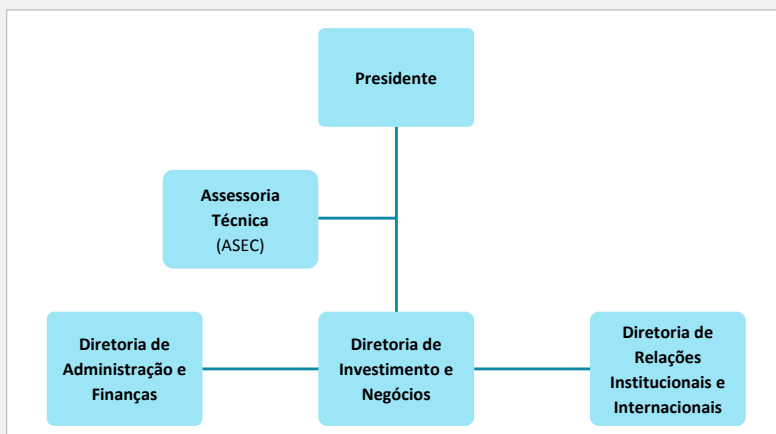 Presidente
Assessoria
Técnica
(ASEC)
Diretoria de
Administração e
Finanças
Diretoria de
Investimento e
Negócios
Diretoria de
Relações
Institucionais e
Internacionais